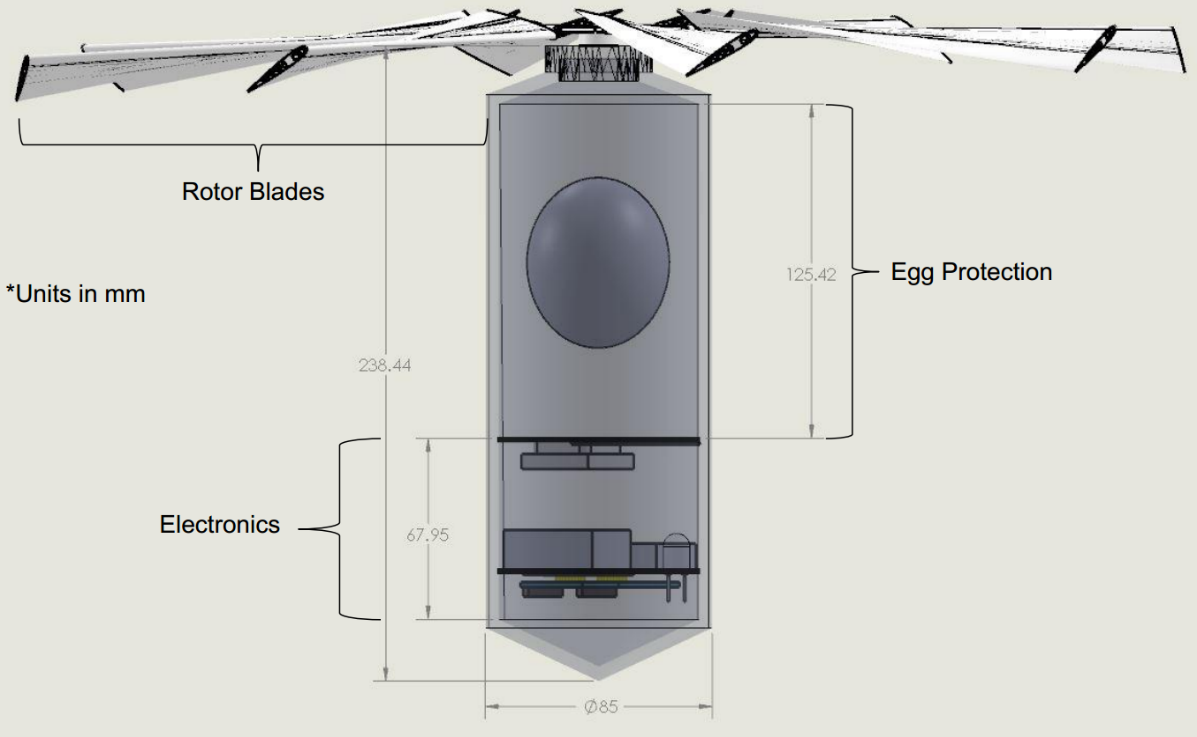 Rotor Blades
*Units in mm
125.42
Egg Protection
238.44
Electronics
67.95
Ø85